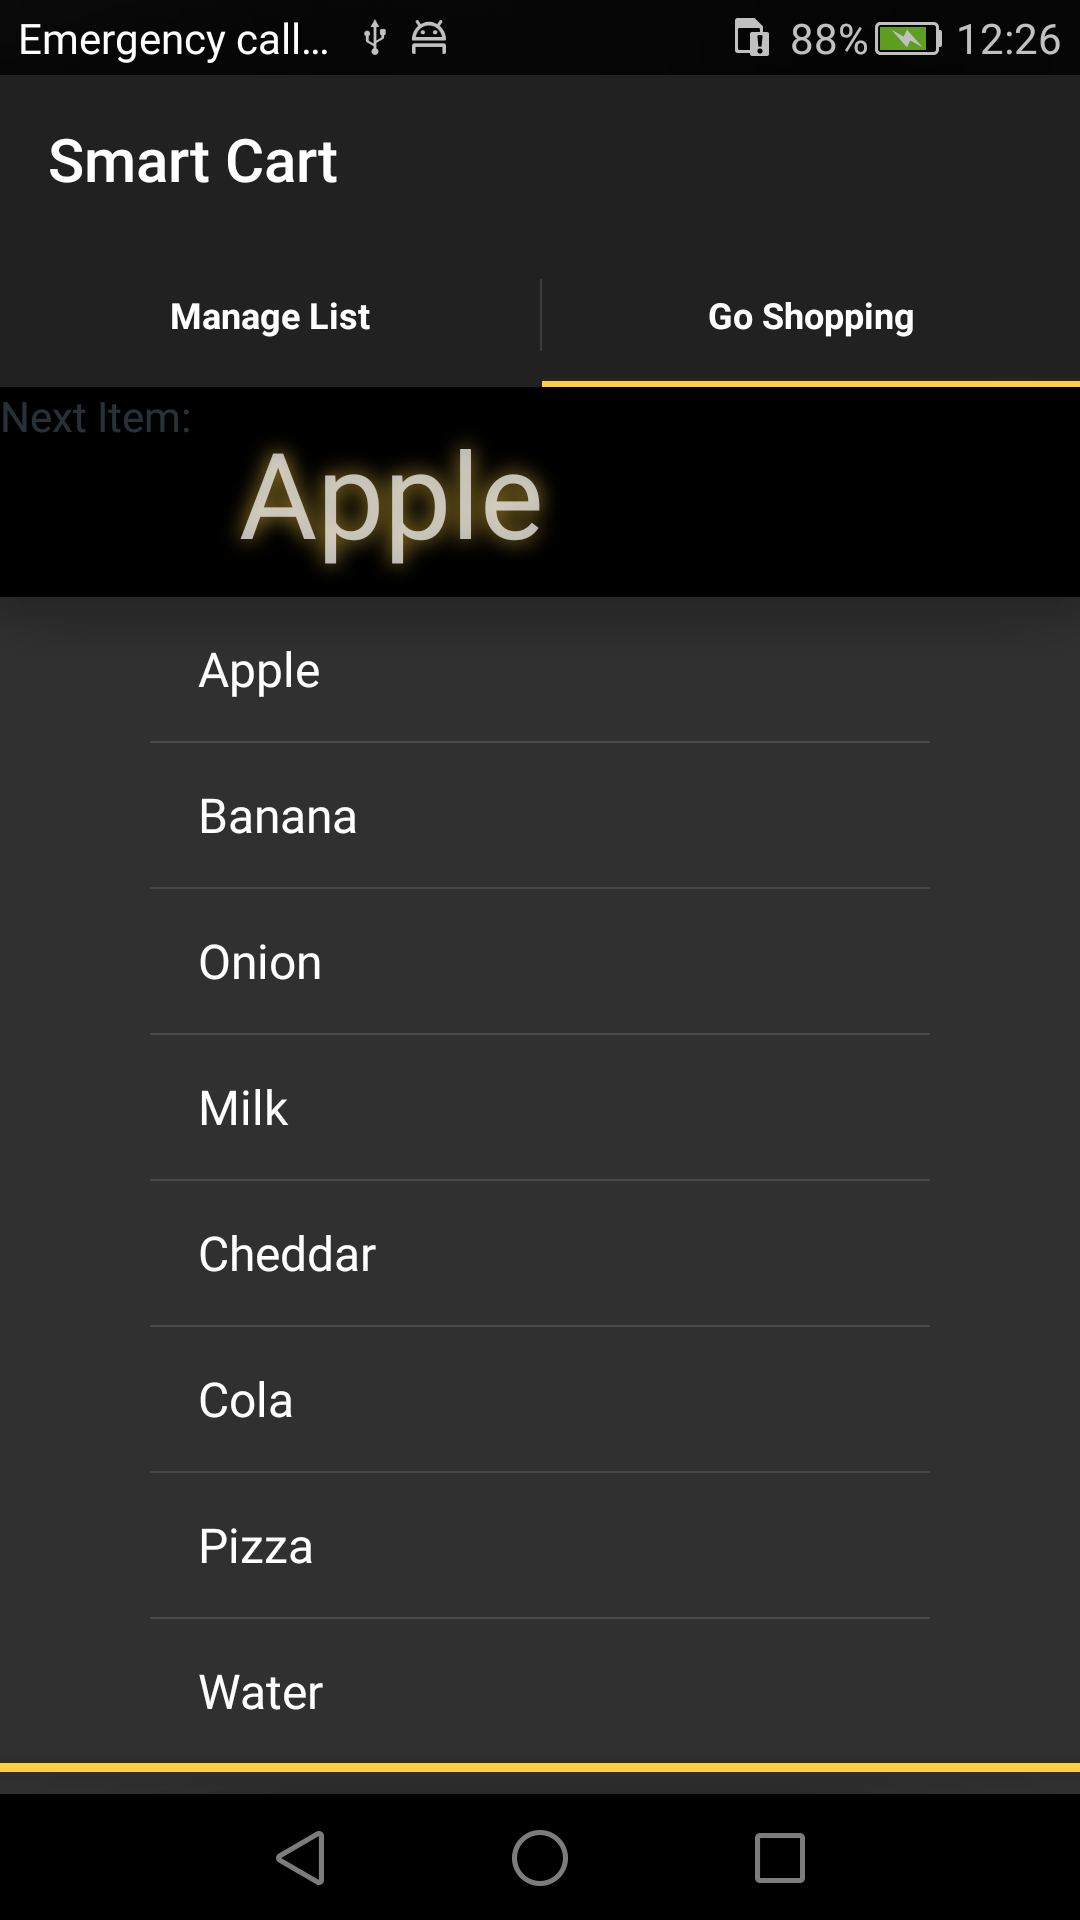 Emergency call... 88% 12:26
Smart Cart
Manage List Go Shopping
Next Item:
Apple
Apple
Banana
Onion
Milk
Cheddar
Cola
Pizza
Water